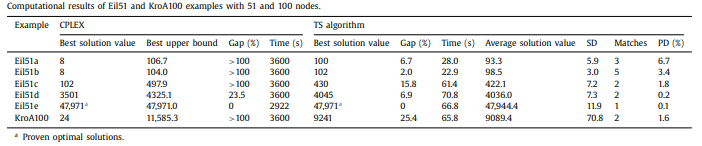 Computational results of Eil51 and KroA100 examples with 51 and 100 nodes.
Example CPLEX TS algorithm
Best solution value Best upper bound Gap (%) Time (s) Best solution value Gap (%) Time (s) Average solution value SD Matches PD (%)
Eil51a 8 106.7 >100 3600 100 6.7 28.0 93.3 5.9 3 6.7
Eil51b 8 104.0 >100 3600 102 2.0 22.9 98.5 3.0 5 3.4
Eil51c 102 497.9 >100 3600 430 15.8 61.4 422.1 7.2 2 1.8
Eil51d 3501 4325.1 23.5 3600 4045 6.9 70.8 4036.0 7.3 2 0.2
Eil51e 47,971a 47,971.0 0 2922 47,971a 0 66.8 47,944.4 11.9 1 0.1
KroA100 24 11,585.3 >100 3600 9241 25.4 65.8 9089.4 70.8 2 1.6
a Proven optimal solutions.